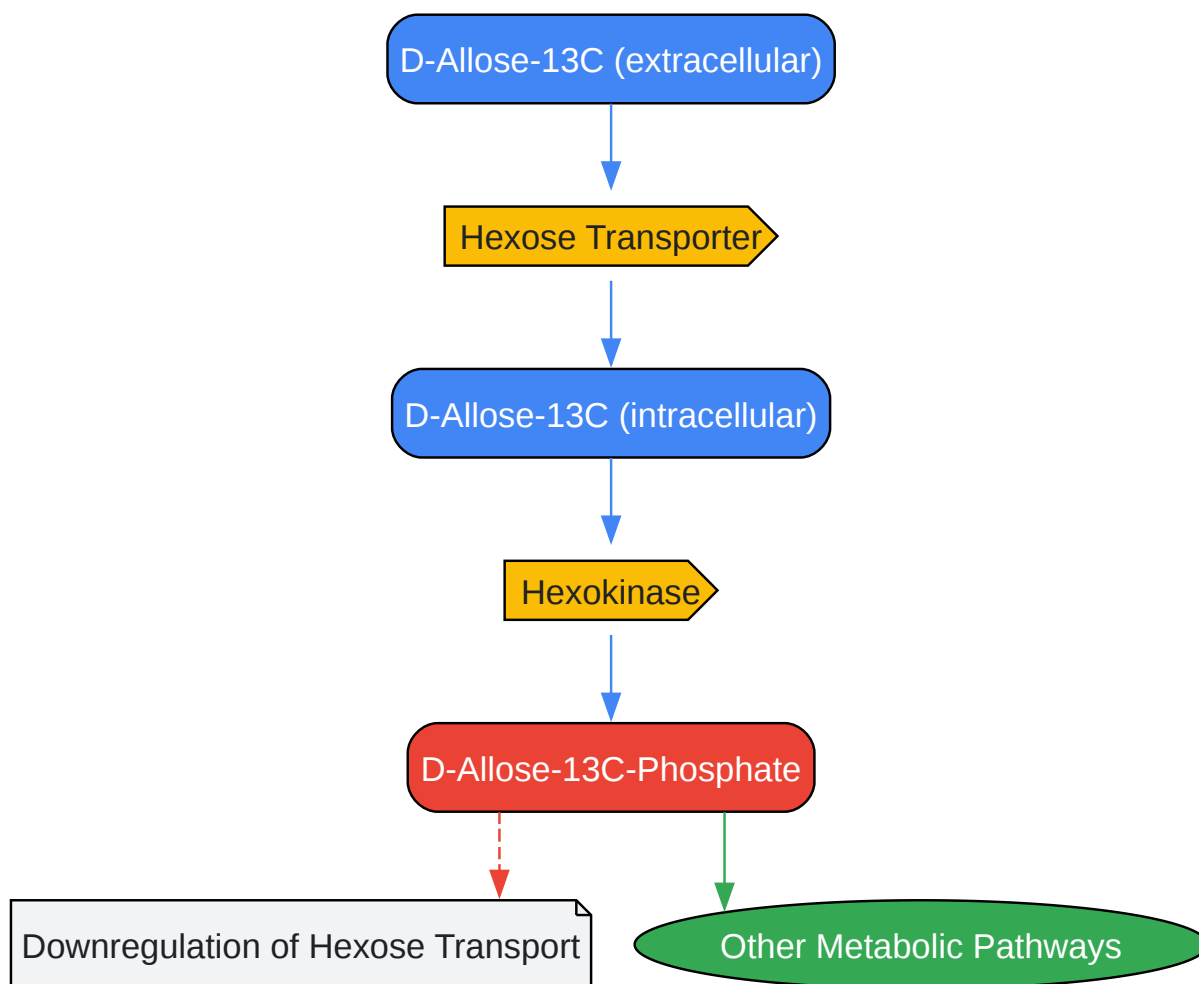 D-Allose-13C (extracellular)
Hexose Transporter
D-Allose-13C (intracellular)
Hexokinase
D-Allose-13C-Phosphate
Downregulation of Hexose Transport
Other Metabolic Pathways